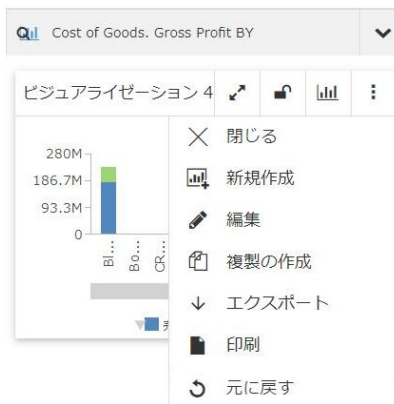 Cost of Goods. Gross Profit BY
ビジュアライゼーション 4
閉じる
新規作成
編集
複製の作成
エクスポート
印刷
元に戻す
280M
186.7M
93.3M
0
Bl...
Bo...
CR...